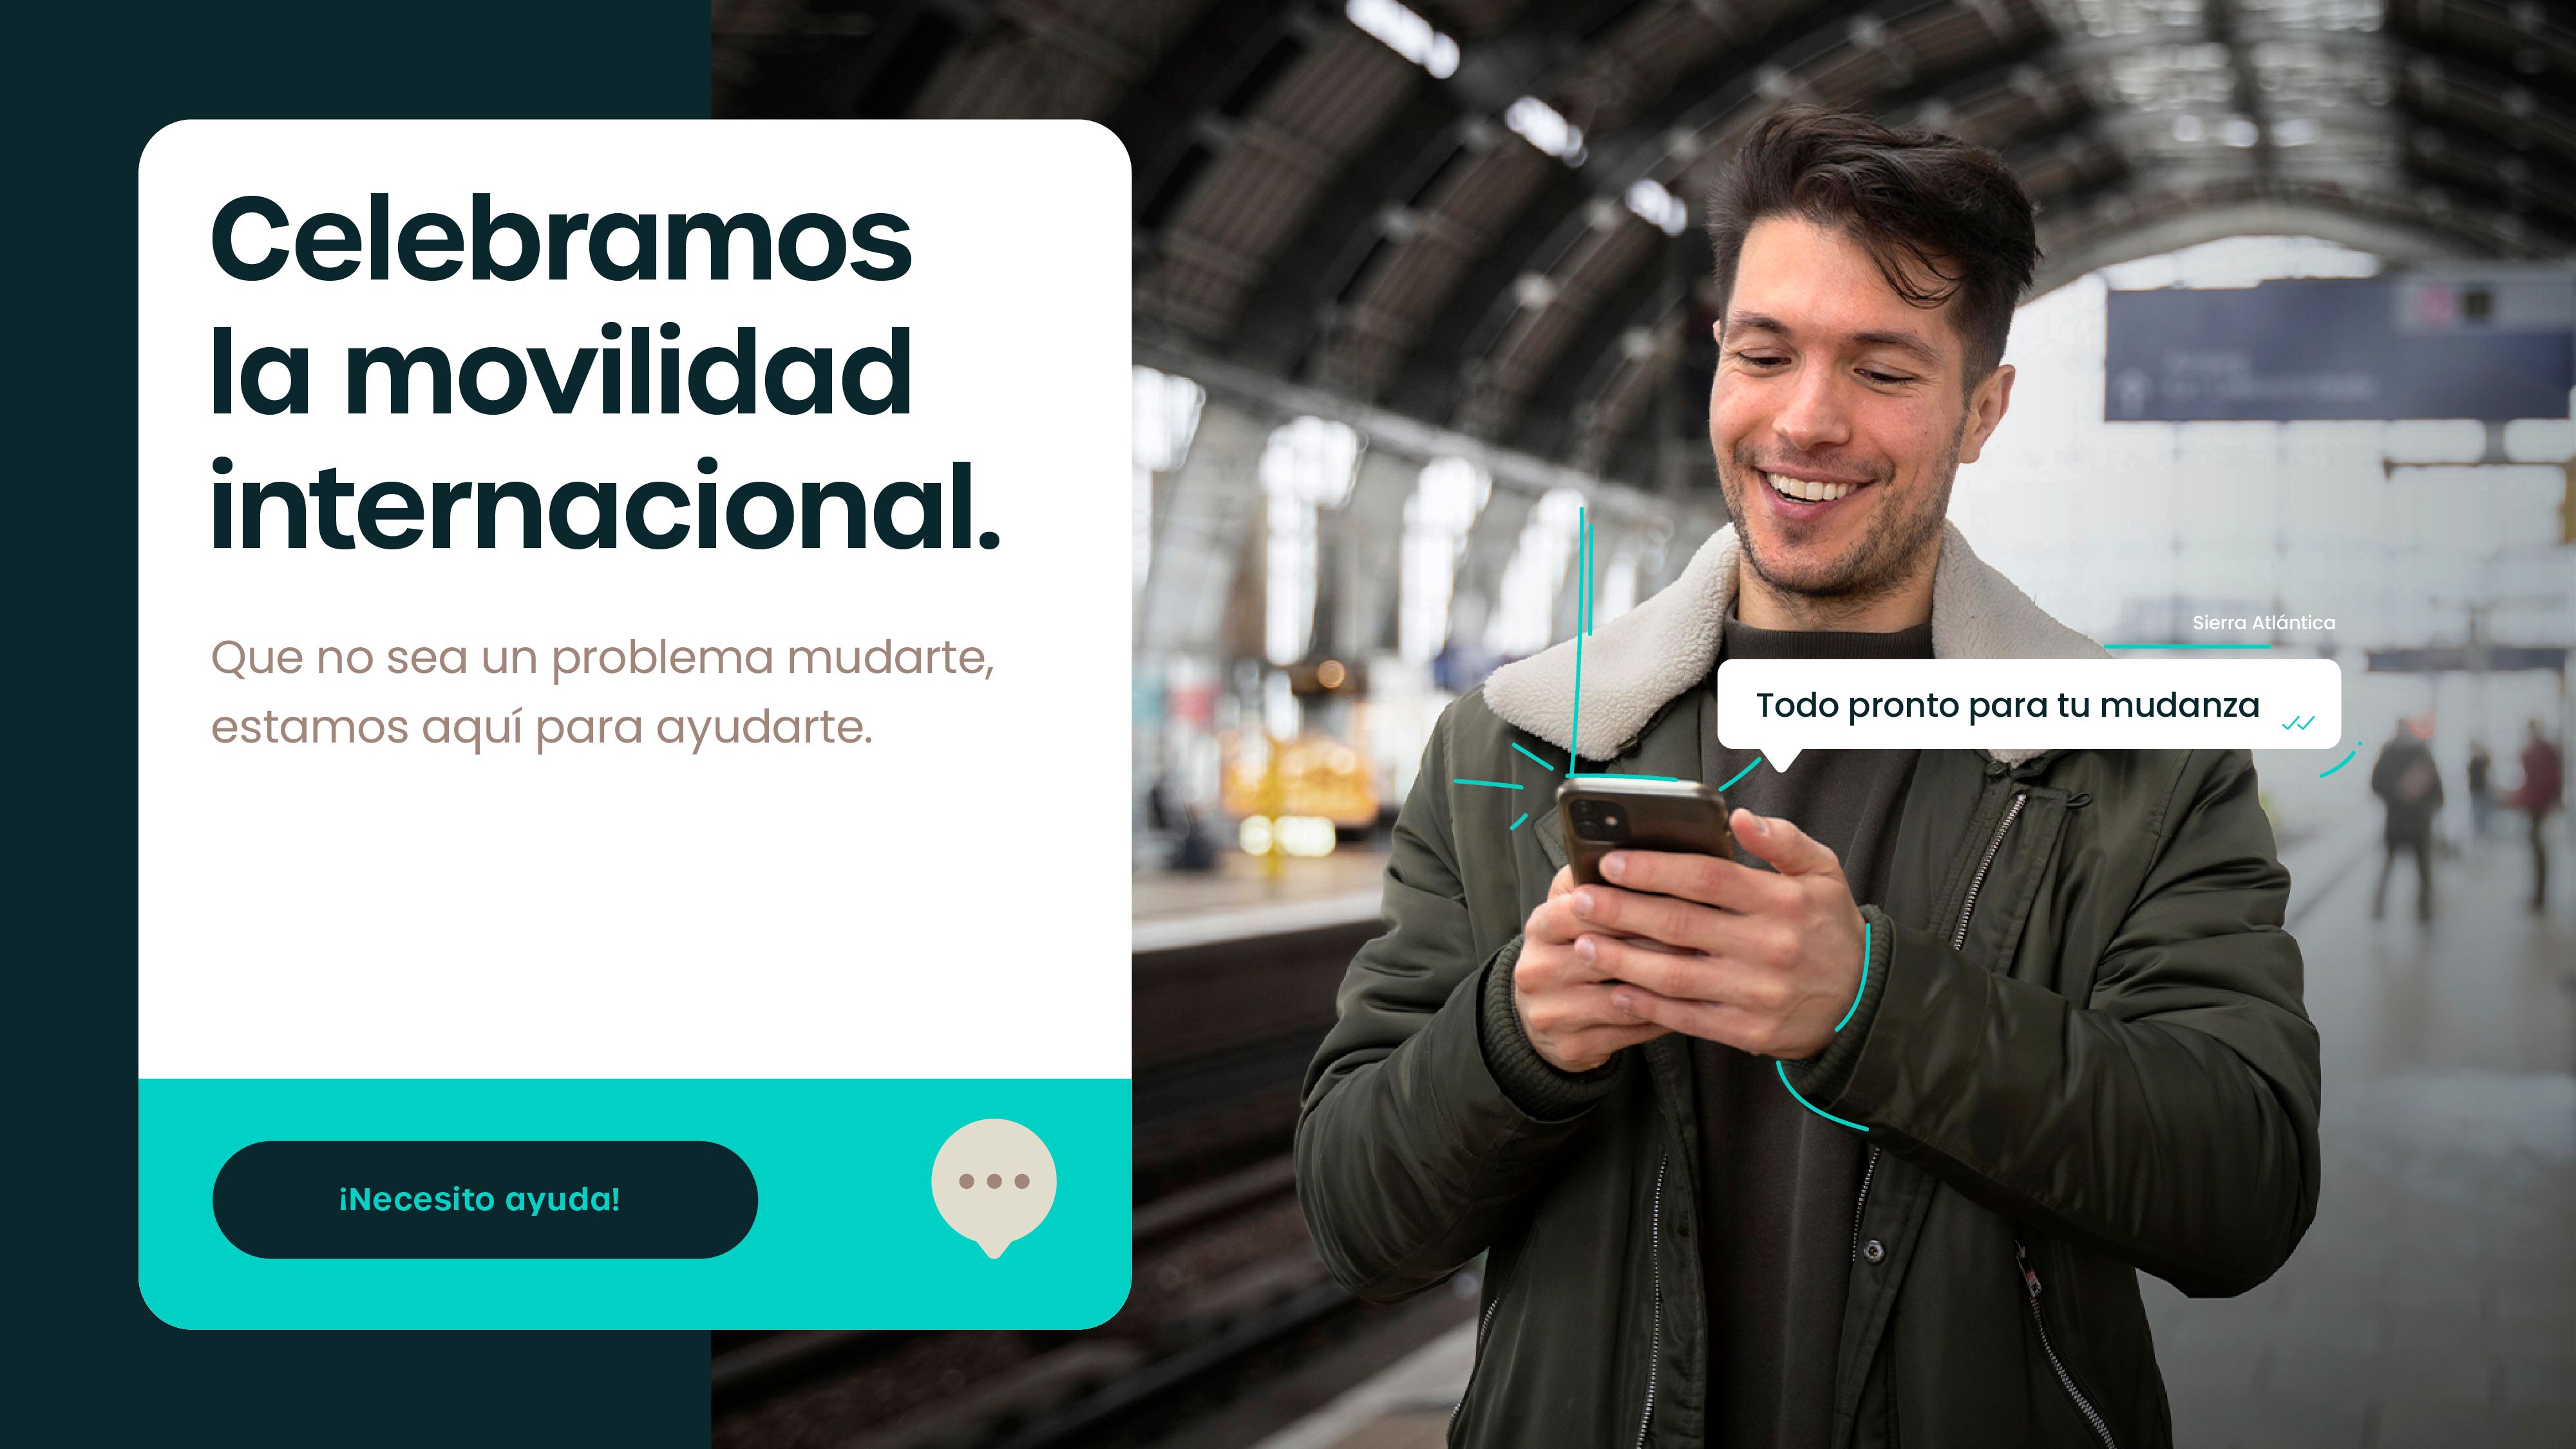 Celebramos
la movilidad
internacional.
Que no sea un problema mudarte,
estamos aquí para ayudarte.
¡Necesito ayuda!
Sierra Atlántica
Todo pronto para tu mudanza